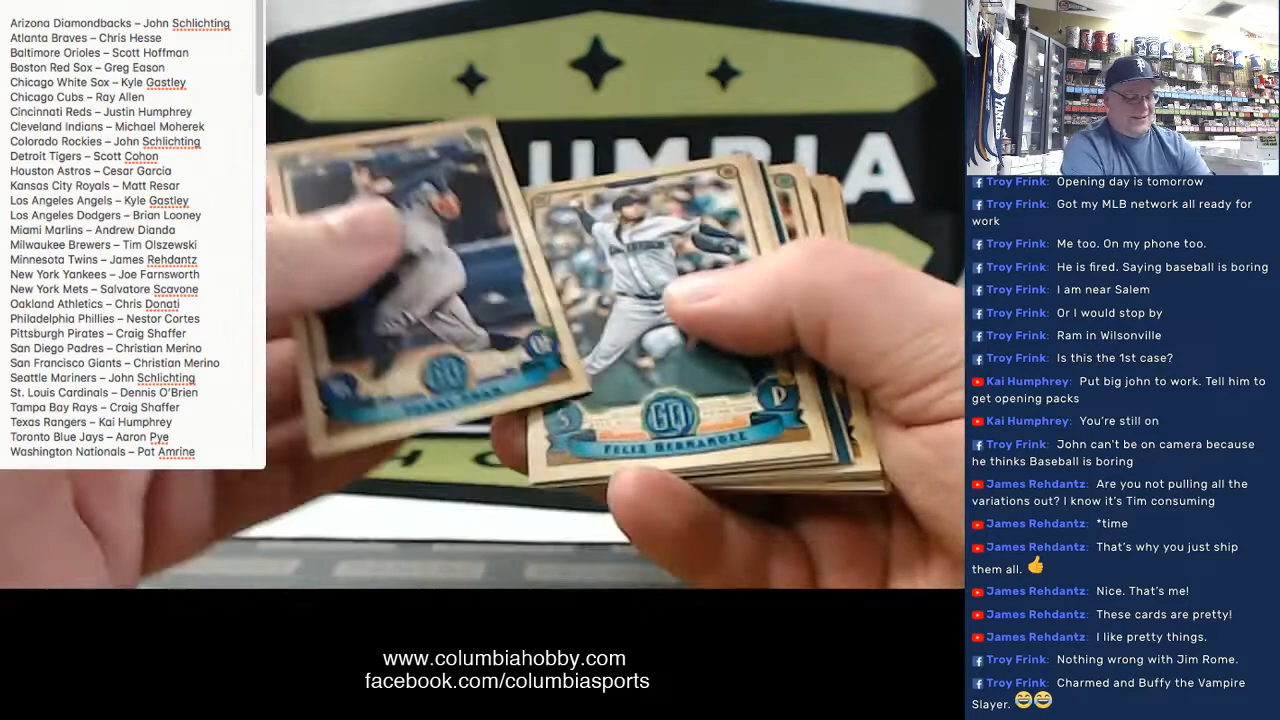 Arizona Diamondbacks – John Schlichting
Atlanta Braves – Chris Hesse
Baltimore Orioles – Scott Hoffman
Boston Red Sox – Greg Eason
Chicago White Sox – Kyle Gastley
Chicago Cubs – Ray Allen
Cincinnati Reds – Justin Humphrey
Cleveland Indians – Michael Moherek
Colorado Rockies – John Schlichting
Detroit Tigers – Scott Cohon
Houston Astros – Cesar Garcia
Kansas City Royals – Matt Resar
Los Angeles Angels – Kyle Gastley
Los Angeles Dodgers – Brian Looney
Miami Marlins – Andrew Dianda
Milwaukee Brewers – Tim Olszewski
Minnesota Twins – James Rehdantz
New York Yankees – Joe Farnsworth
New York Mets – Salvatore Scavone
Oakland Athletics – Chris Donati
Philadelphia Phillies – Nestor Cortes
Pittsburgh Pirates – Craig Shaffer
San Diego Padres – Christian Merino
San Francisco Giants – Christian Merino
Seattle Mariners – John Schlichting
St. Louis Cardinals – Dennis O'Brien
Tampa Bay Rays – Craig Shaffer
Texas Rangers – Kai Humphrey
Toronto Blue Jays – Aaron Pye
Washington Nationals – Pat Amrine
UMBIA
GQ
FELIX HERNANDEZ
P
www.columbiahobby.com
facebook.com/columbiasports
Troy Frink: Opening day is tomorrow
Troy Frink: Got my MLB network all ready for
work
Troy Frink: Me too. On my phone too.
Troy Frink: He is fired. Saying baseball is boring
Troy Frink: I am near Salem
Troy Frink: Or I would stop by
Troy Frink: Ram in Wilsonville
Troy Frink: Is this the 1st case?
Kai Humphrey: Put big john to work. Tell him to
get opening packs
Kai Humphrey: You're still on
Troy Frink: John can't be on camera because
he thinks Baseball is boring
James Rehdantz: Are you not pulling all the
variations out? I know it's Tim consuming
James Rehdantz: *time
James Rehdantz: That's why you just ship
them all. 👍
James Rehdantz: Nice. That's me!
James Rehdantz: These cards are pretty!
James Rehdantz: I like pretty things.
Troy Frink: Nothing wrong with Jim Rome.
Troy Frink: Charmed and Buffy the Vampire
Slayer. 😂😂